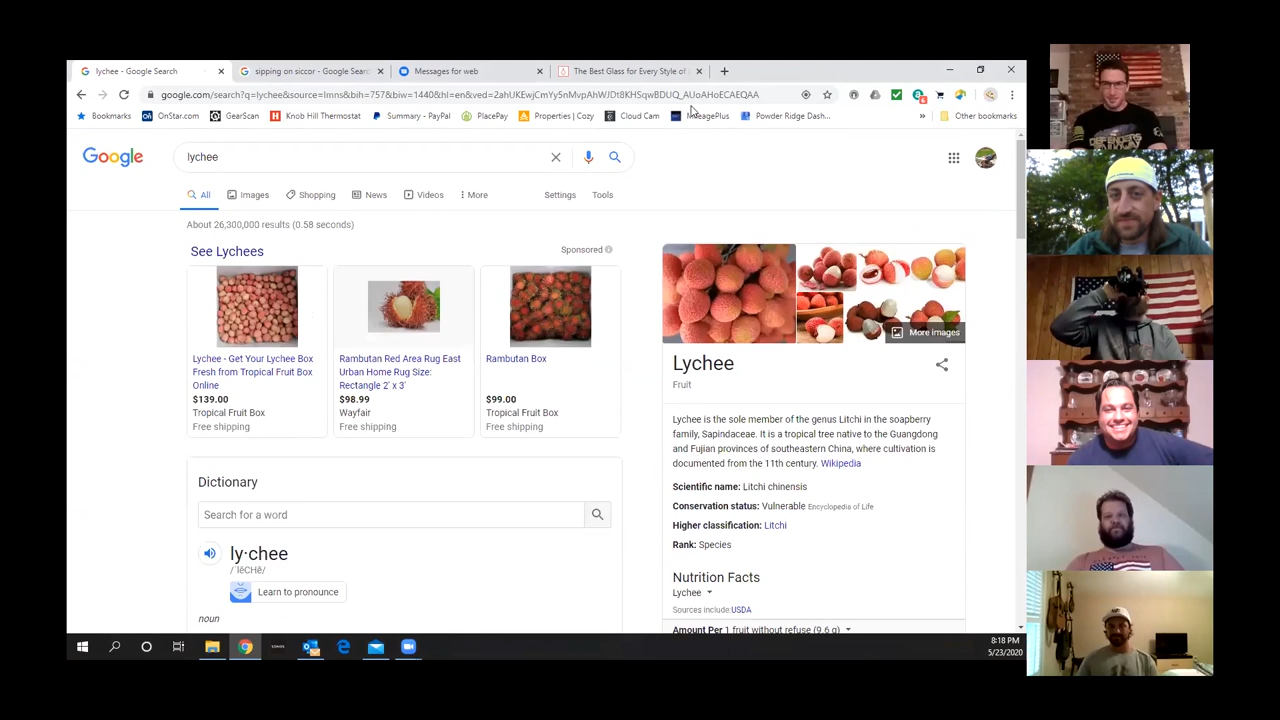 lychee - Google Search
sipping on siccor - Google Sear
Messages for web
The Best Glass for Every Style of
google.com/search?q=lychee&source=lmns&bih=757&biw=1440&hl=en&ved=2ahUKEwjCmYy5nMvpAhWJDt8KHSqwBDUQ_AUoAHoECAEQAA
Bookmarks
OnStar.com
GearScan
Knob Hill Thermostat
Summary - PayPal
PlacePay
Properties | Cozy
Cloud Cam
MileagePlus
Powder Ridge Dash...
»
Other bookmarks
Google
lychee
All
Images
Shopping
News
Videos
More
Settings
Tools
About 26,300,000 results (0.58 seconds)
See Lychees
Sponsored
Lychee - Get Your Lychee Box
Fresh from Tropical Fruit Box
Online
$139.00
Tropical Fruit Box
Free shipping
Rambutan Red Area Rug East
Urban Home Rug Size:
Rectangle 2' x 3'
$98.99
Wayfair
Free shipping
Rambutan Box
$99.00
Tropical Fruit Box
Free shipping
Dictionary
Search for a word
ly·chee
/ˈlēCHē/
Learn to pronounce
noun
More images
Lychee
Fruit
Lychee is the sole member of the genus Litchi in the soapberry
family, Sapindaceae. It is a tropical tree native to the Guangdong
and Fujian provinces of southeastern China, where cultivation is
documented from the 11th century. Wikipedia
Scientific name: Litchi chinensis
Conservation status: Vulnerable Encyclopedia of Life
Higher classification: Litchi
Rank: Species
Nutrition Facts
Lychee
Sources include: USDA
Amount Per 1 fruit without refuse (9.6 g)
8:18 PM
5/23/2020